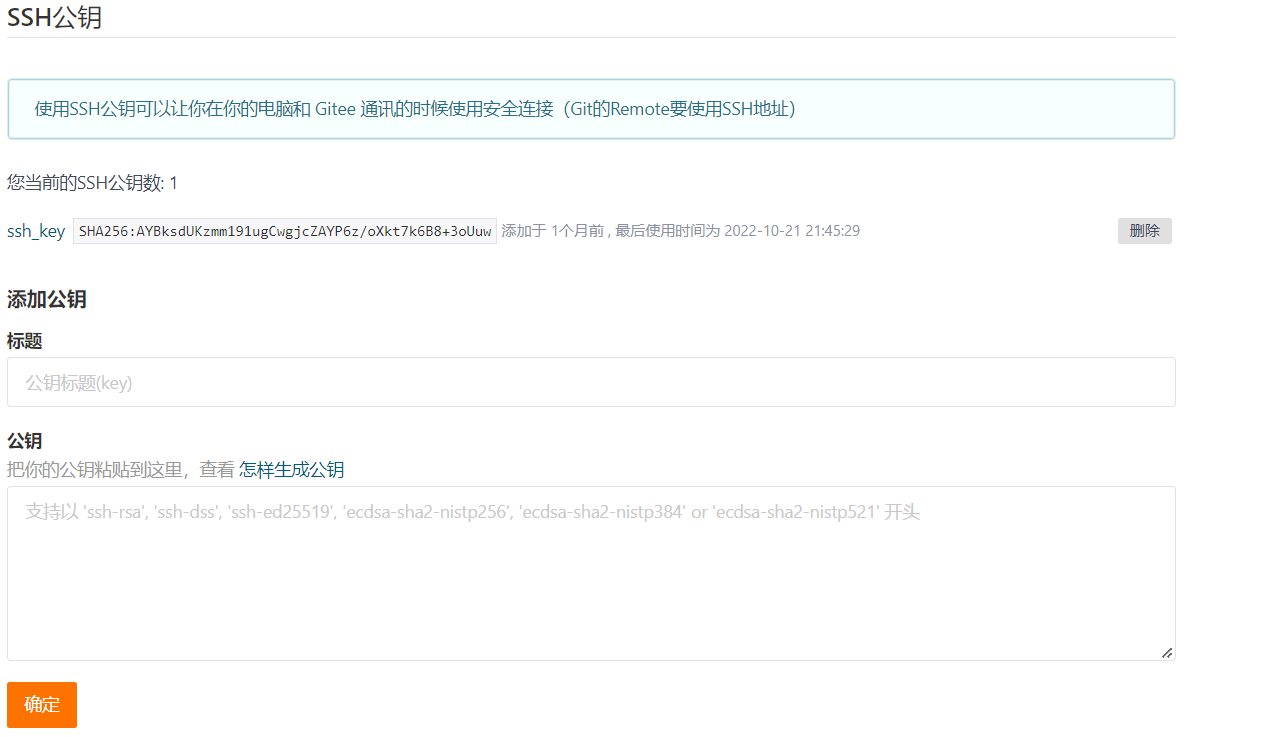 SSH公钥
使用SSH公钥可以让你在你的电脑和 Gitee 通讯的时候使用安全连接（Git的Remote要使用SSH地址）
您当前的SSH公钥数: 1
ssh_key SHA256:AYBksdUKzmm191ugCwgjcZAYP6z/oXkt7k6B8+3oUuw 添加于 1个月前 , 最后使用时间为 2022-10-21 21:45:29 删除
添加公钥
标题
公钥标题(key)
公钥
把你的公钥粘贴到这里，查看 怎样生成公钥
支持以 'ssh-rsa', 'ssh-dss', 'ssh-ed25519', 'ecdsa-sha2-nistp256', 'ecdsa-sha2-nistp384' or 'ecdsa-sha2-nistp521' 开头
确定